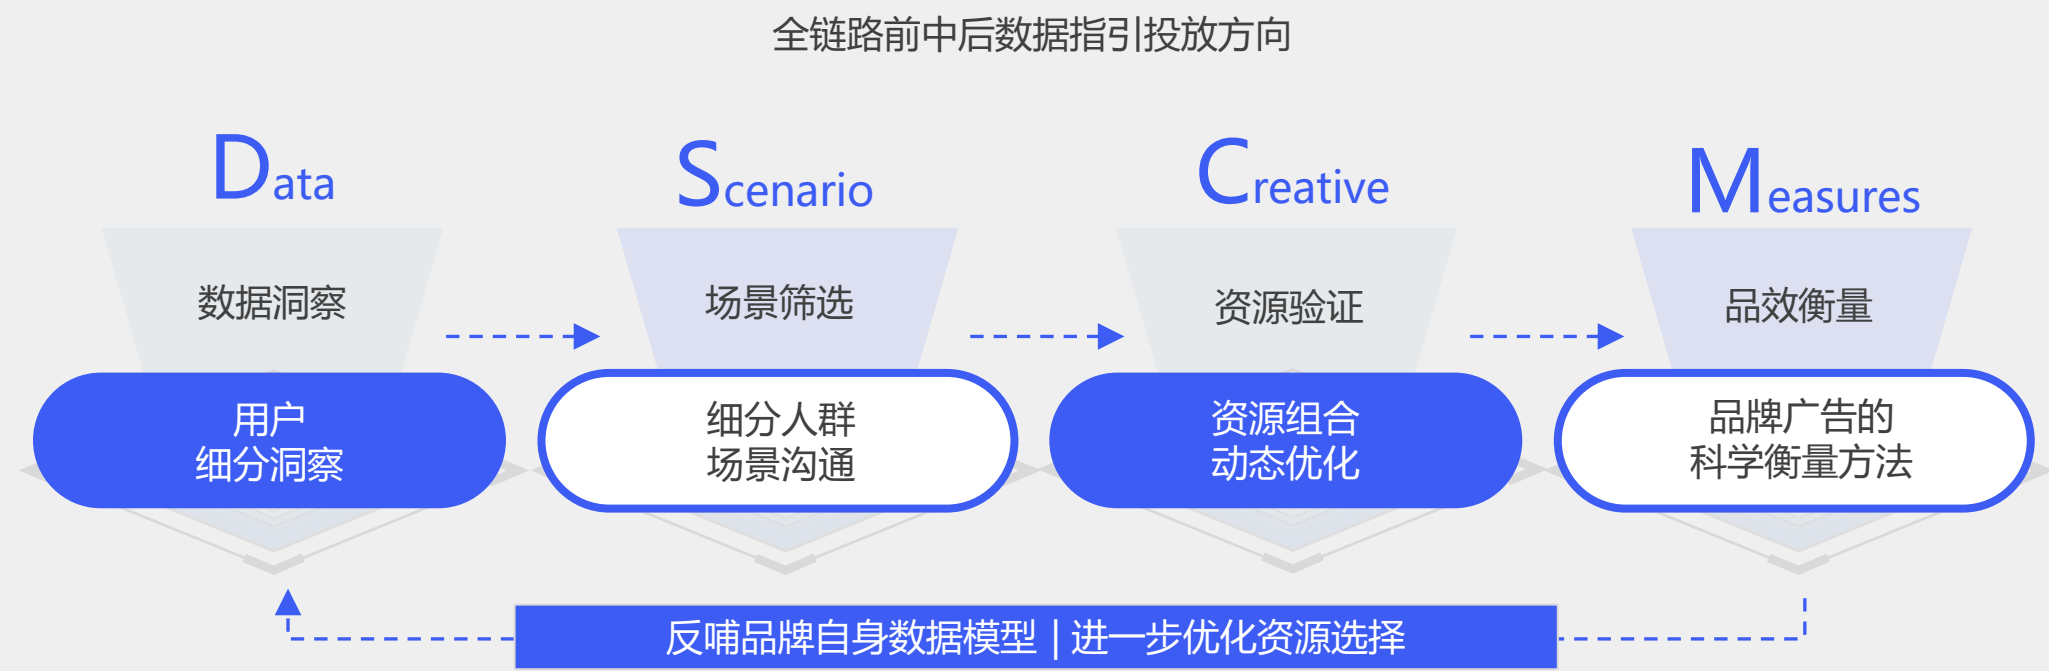 全链路前中后数据指引投放方向
Data
Scenario
Creative
Measures
数据洞察
场景筛选
资源验证
品效衡量
用户
细分洞察
细分人群
场景沟通
资源组合
动态优化
品牌广告的
科学衡量方法
反哺品牌自身数据模型｜进一步优化资源选择